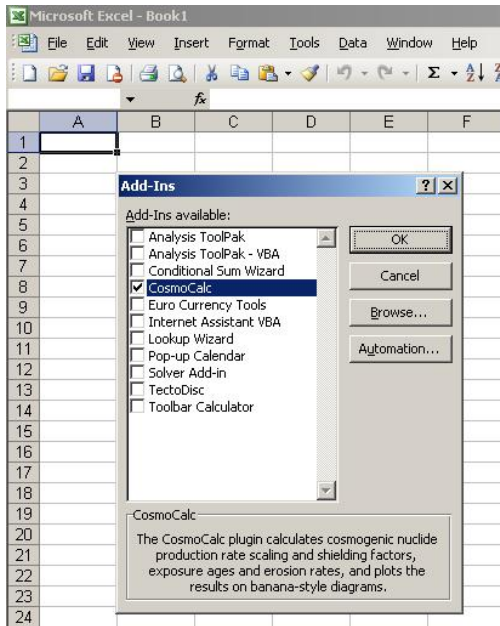 Microsoft Excel - Book1
File Edit View Insert Format Tools Data Window Help
fx
A B C D E F
1
2
3
4
5
6
7
8
9
10
11
12
13
14
15
16
17
18
19
20
21
22
23
24
Add-Ins
Add-Ins available:
Analysis ToolPak
Analysis ToolPak - VBA
Conditional Sum Wizard
CosmoCalc
Euro Currency Tools
Internet Assistant VBA
Lookup Wizard
Pop-up Calendar
Solver Add-in
TectoDisc
Toolbar Calculator
OK
Cancel
Browse...
Automation...
CosmoCalc
The CosmoCalc plugin calculates cosmogenic nuclide
production rate scaling and shielding factors,
exposure ages and erosion rates, and plots the
results on banana-style diagrams.